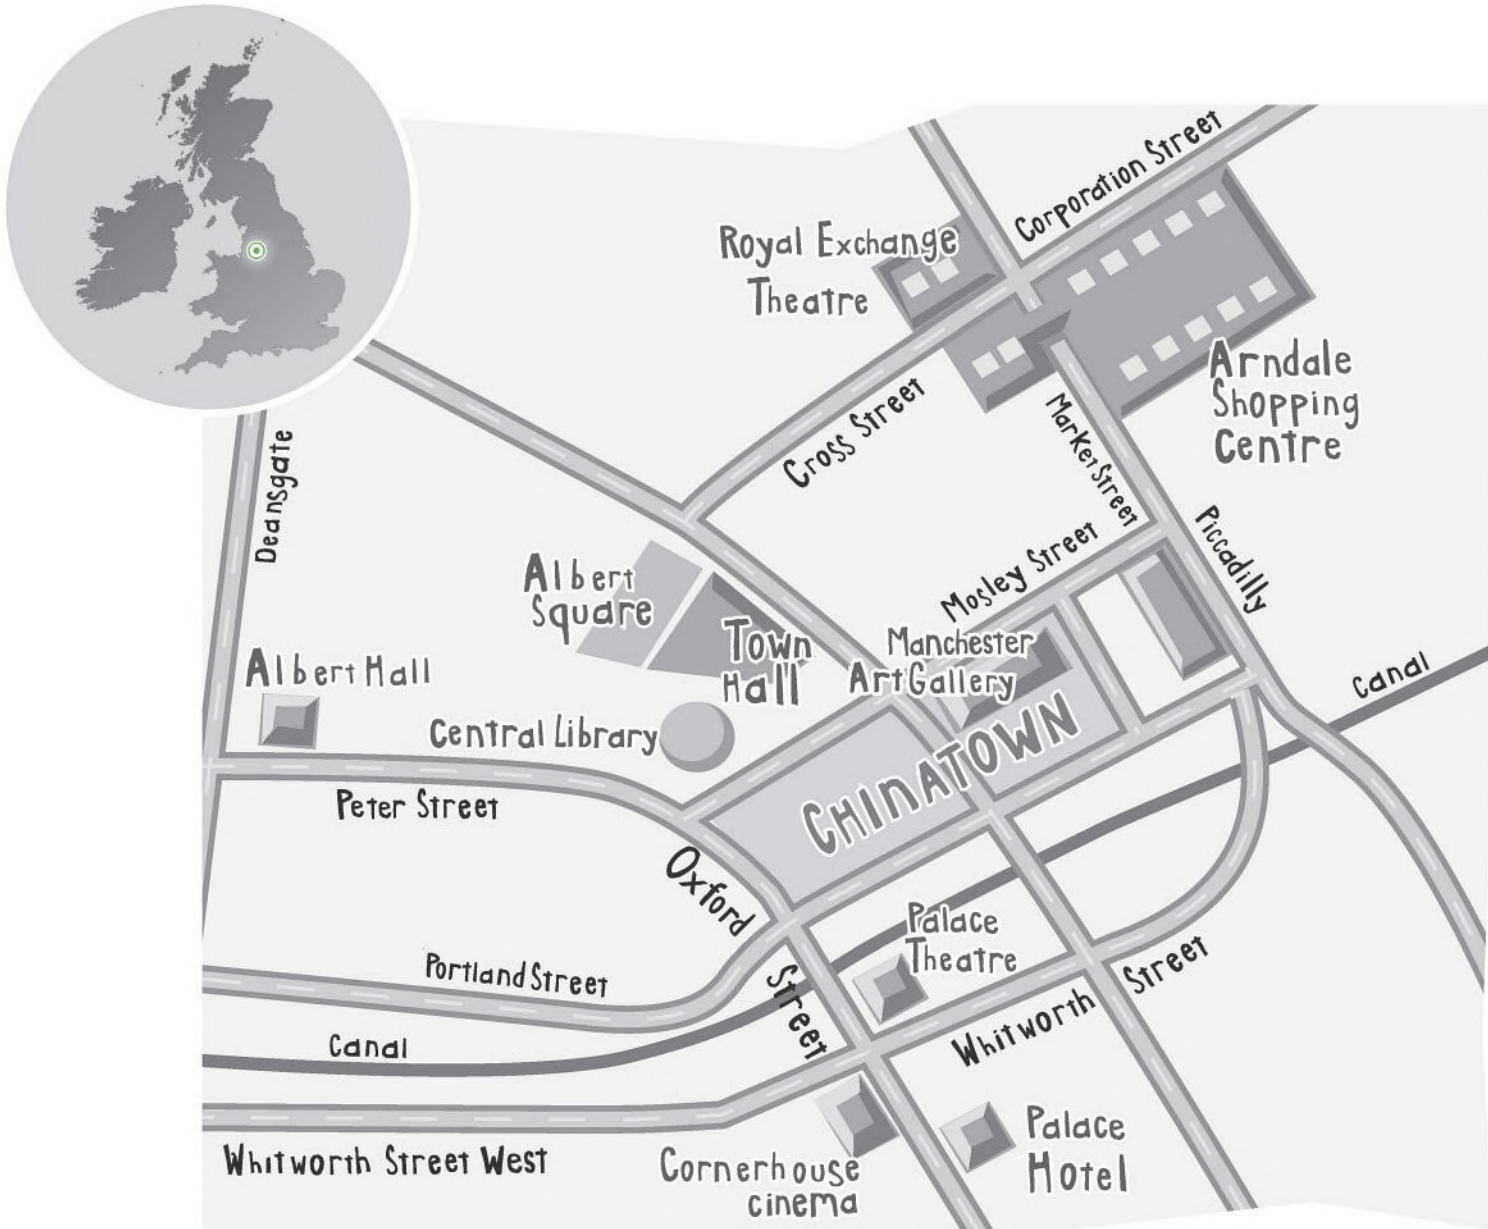 Corporation Street
Royal Exchange
Theatre
Arndale
Shopping
Centre
Cross Street
Market Street
Deansgate
Piccadilly
Mosley Street
Albert
Square
Town
Hall
Manchester
Art Gallery
Albert Hall
Central Library
Canal
CHINATOWN
Peter Street
Oxford
Street
Palace
Theatre
Portland Street
Canal
Whitworth
Street
Whitworth Street West
Cornerhouse
cinema
Palace
Hotel